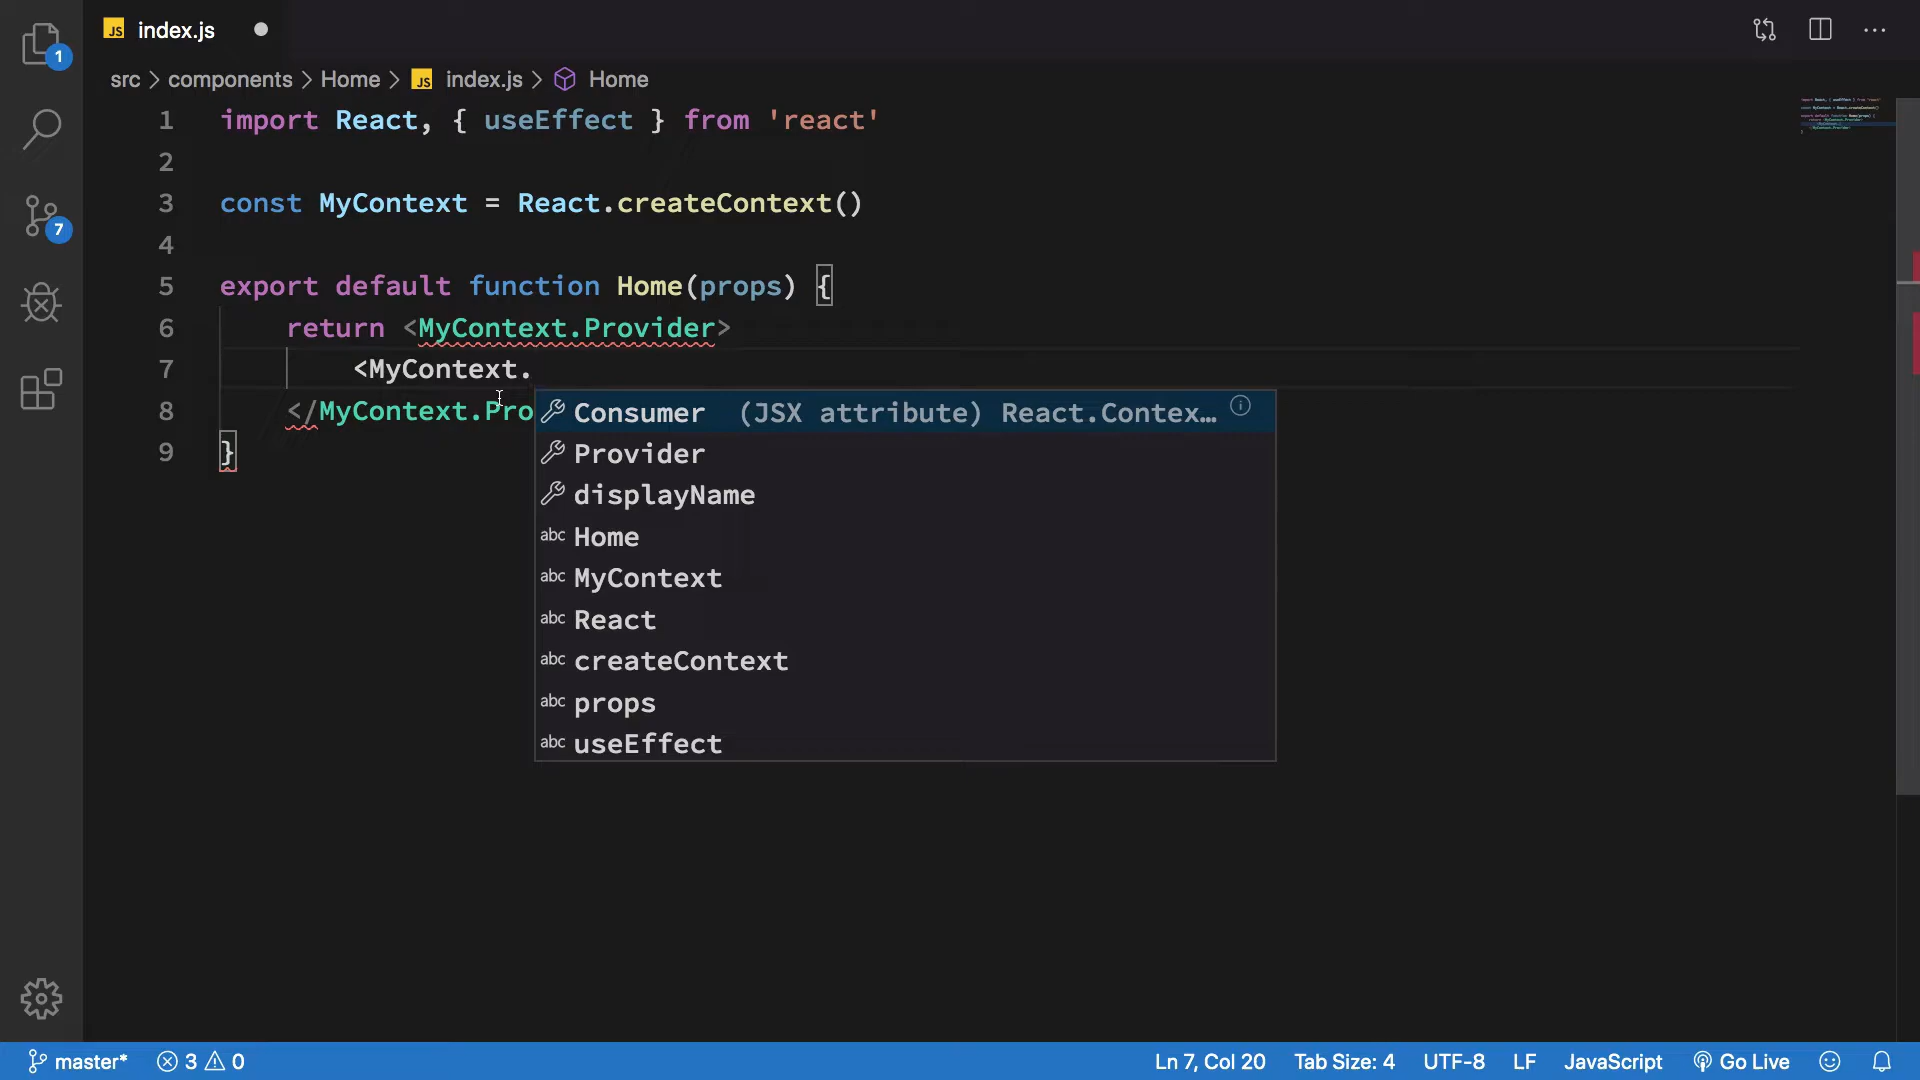 JS index.js
src > components > Home > JS index.js > Home
1 import React, { useEffect } from 'react'
2
3 const MyContext = React.createContext()
4
5 export default function Home(props) {
6 return <MyContext.Provider>
7 <MyContext.
8 </MyContext.Pro
9 }
Consumer (JSX attribute) React.Contex…
Provider
displayName
abc Home
abc MyContext
abc React
abc createContext
abc props
abc useEffect
1
7
master* 3 0 Ln 7, Col 20 Tab Size: 4 UTF-8 LF JavaScript Go Live